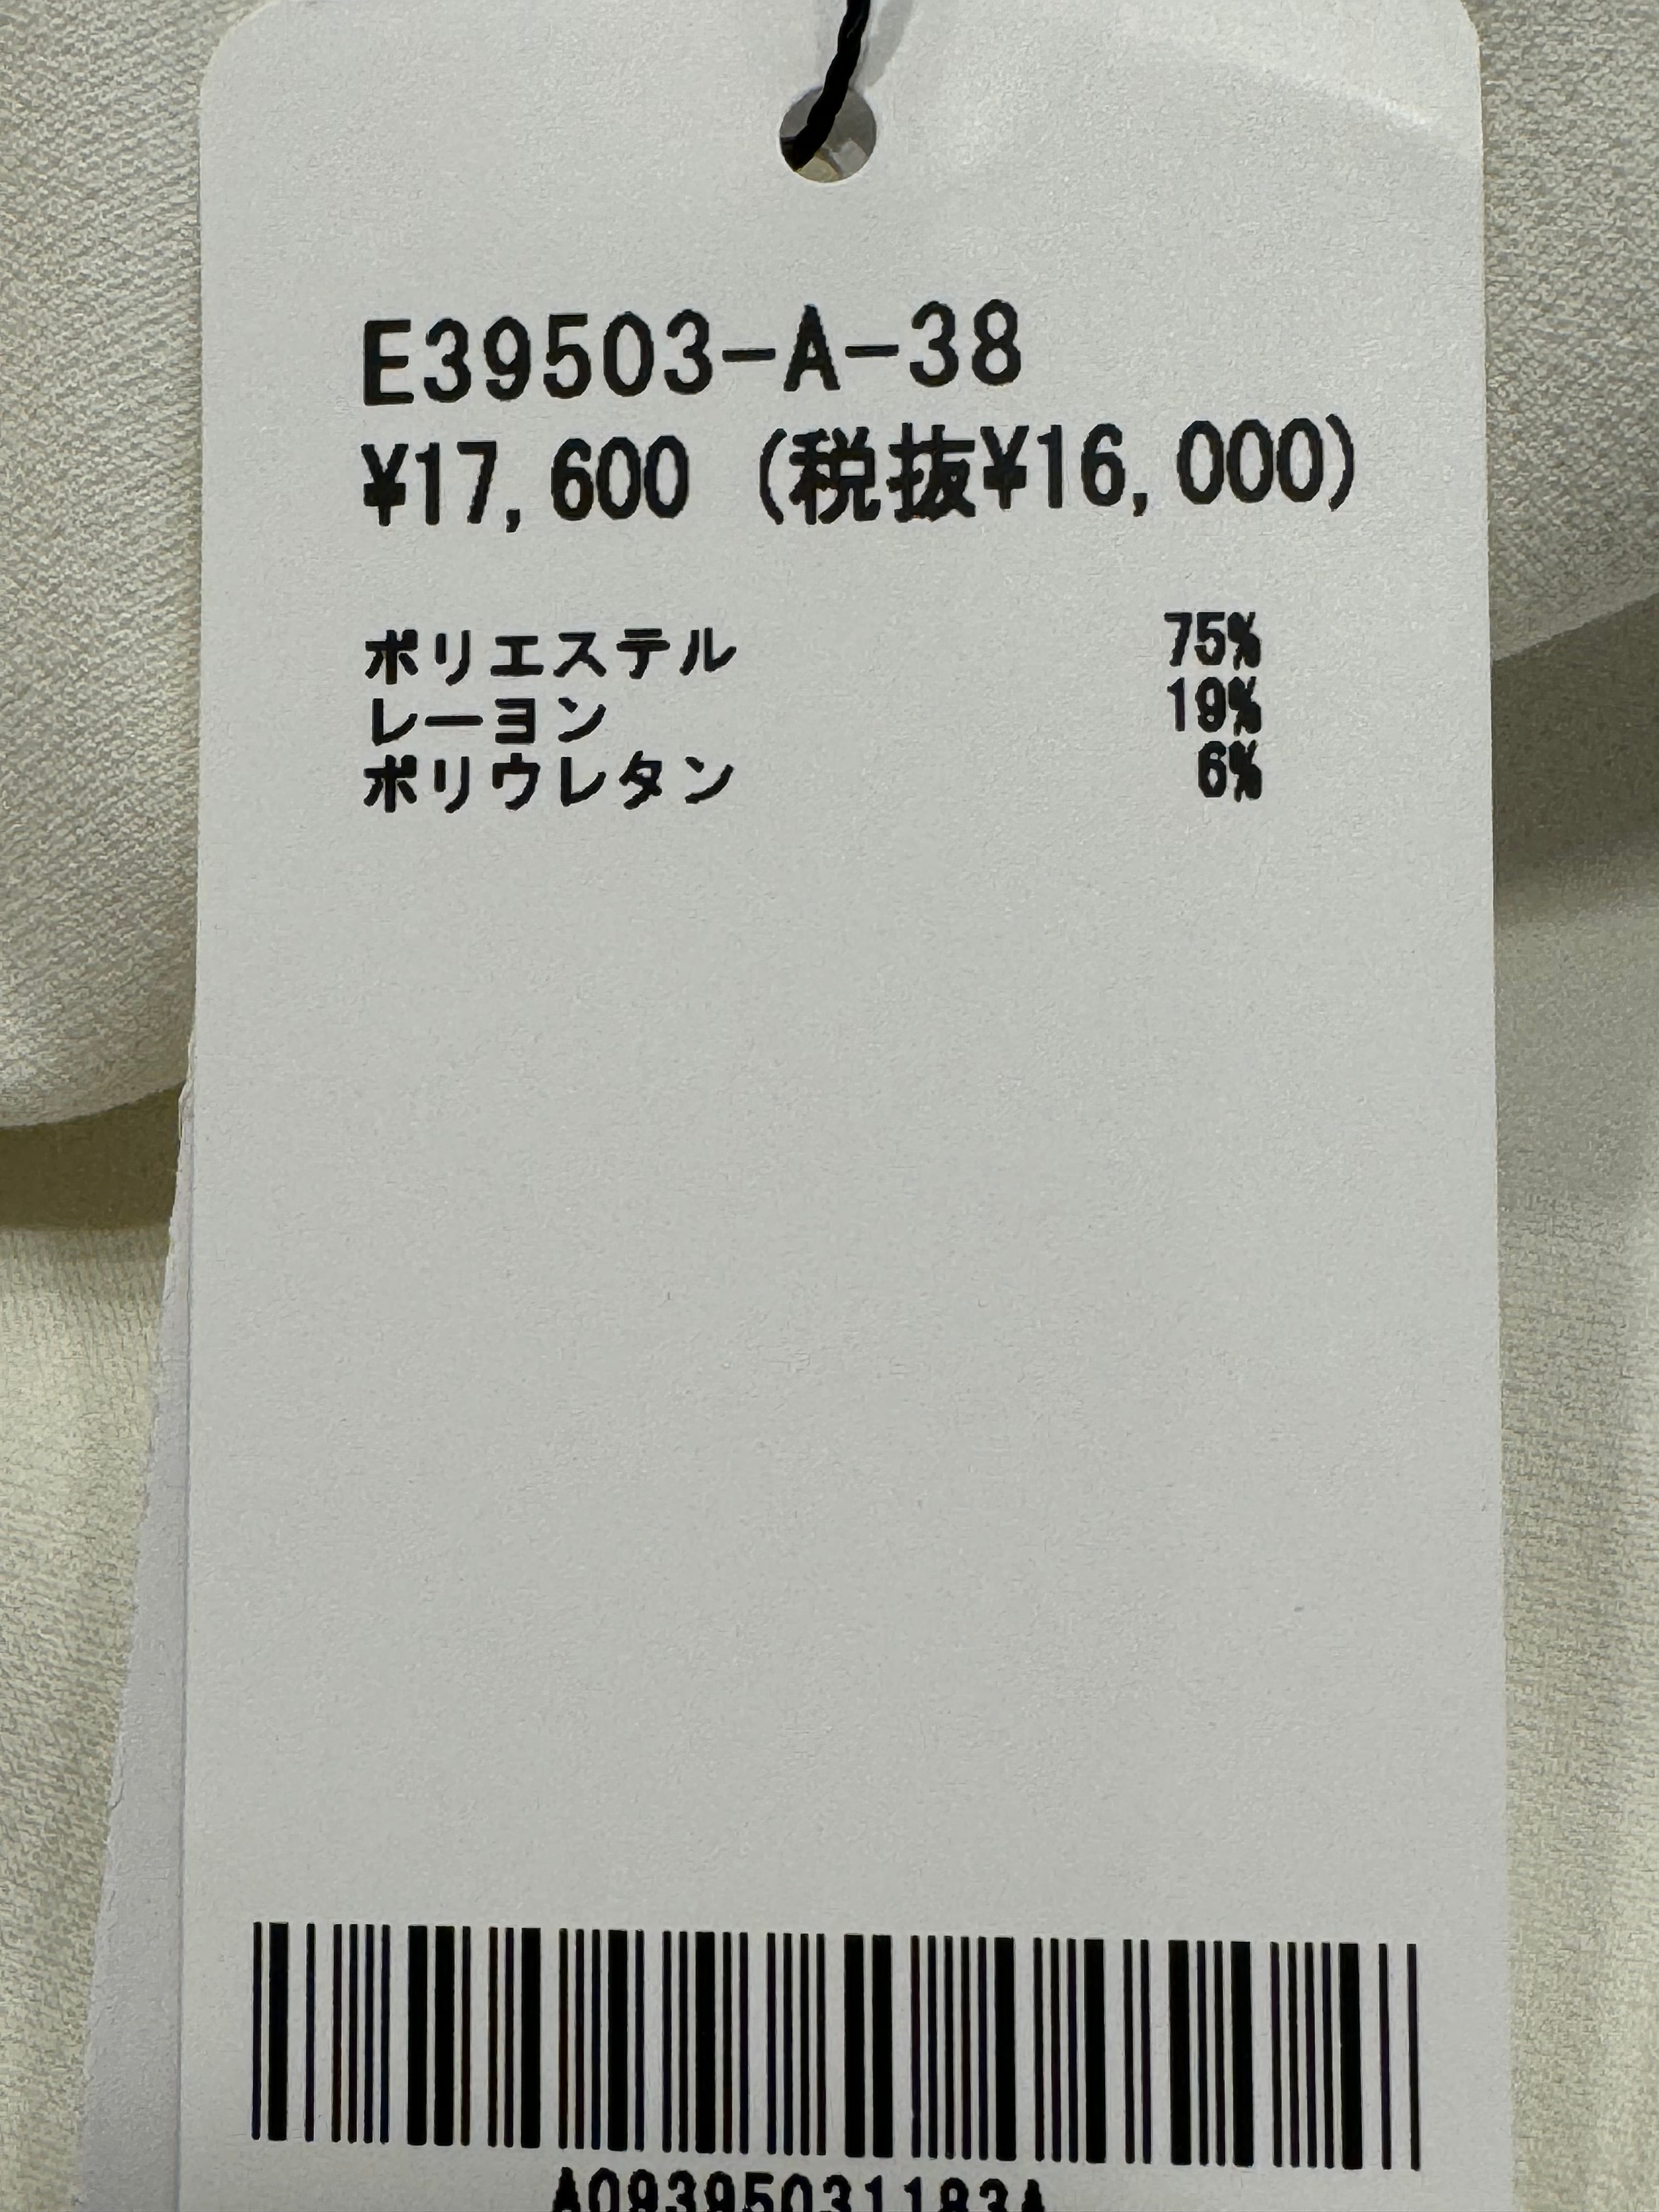 E39503-A-38
¥17,600 (税抜¥16,000)
ポリエステル 75%
レーヨン 19%
ポリウレタン 6%